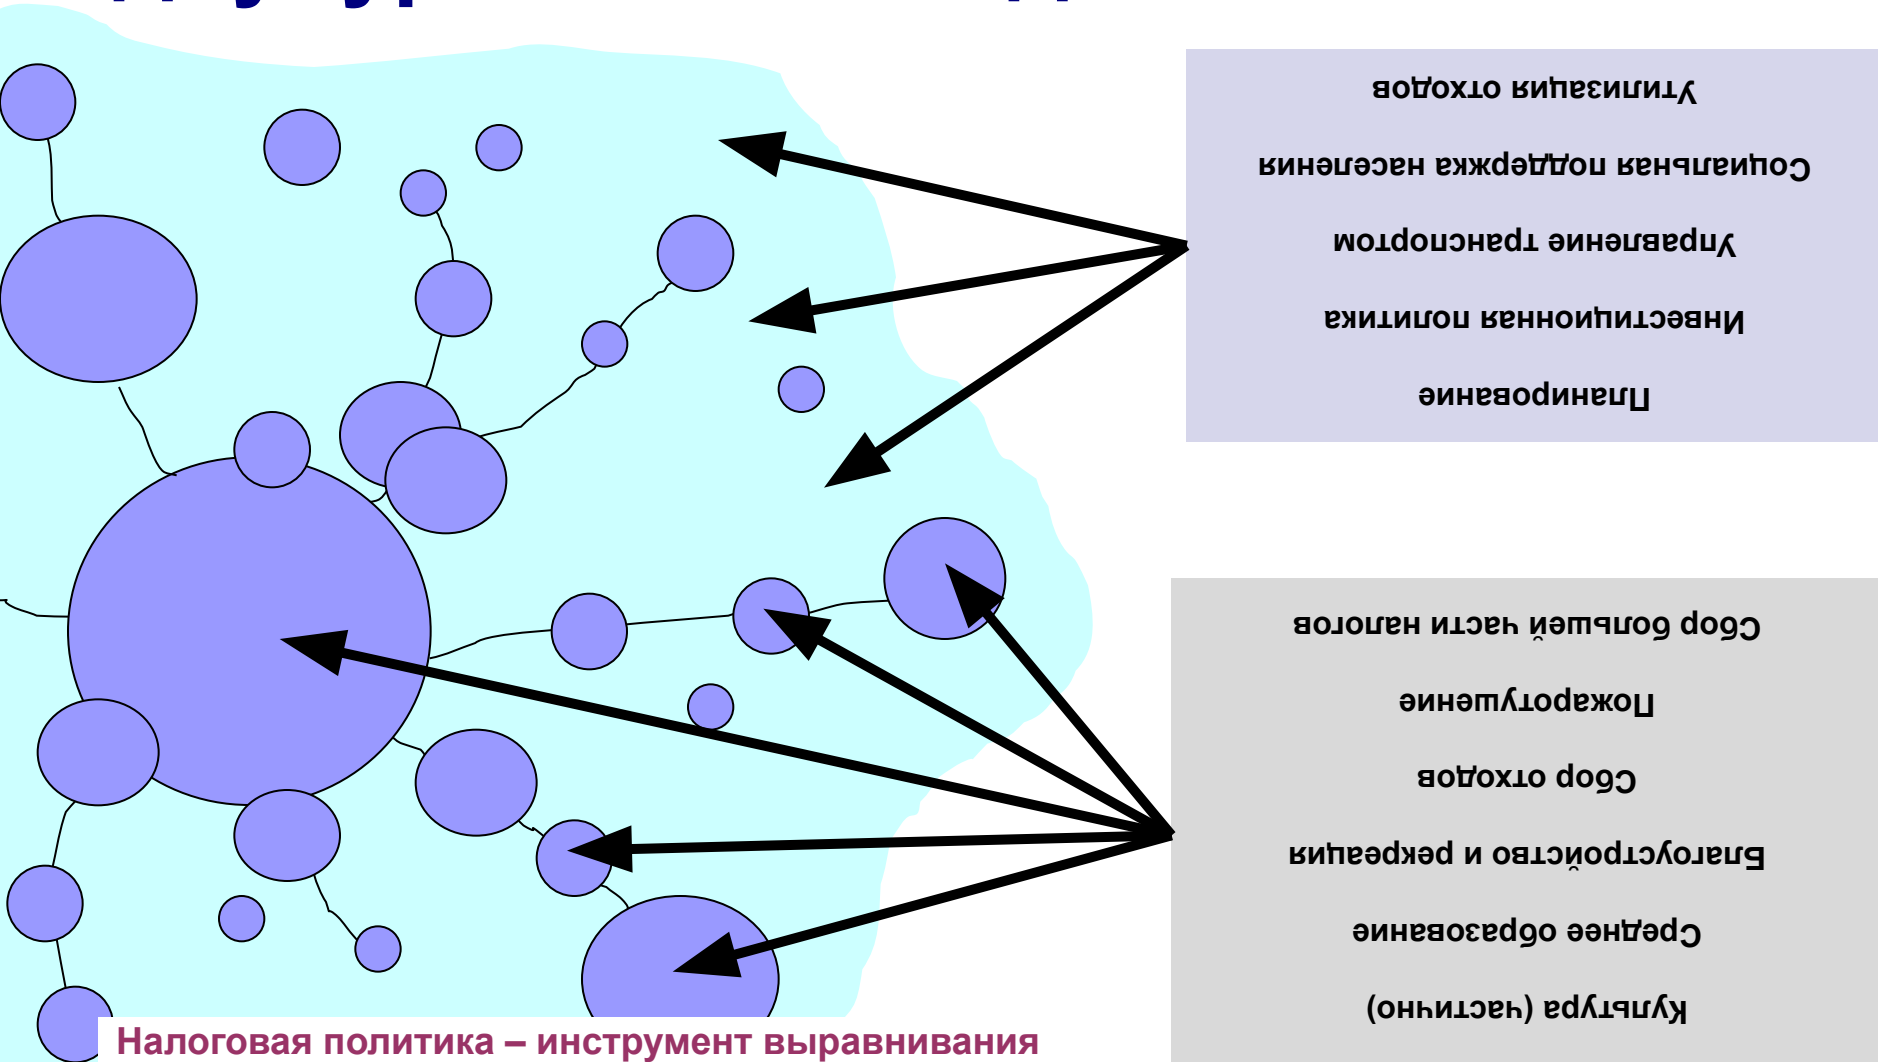 Планирование
Инвестиционная политика
Управление транспортом
Социальная поддержка населения
Утилизация отходов
Культура (частично)
Среднее образование
Благоустройство и рекреация
Сбор отходов
Пожаротушение
Сбор большей части налогов
Налоговая политика – инструмент выравнивания